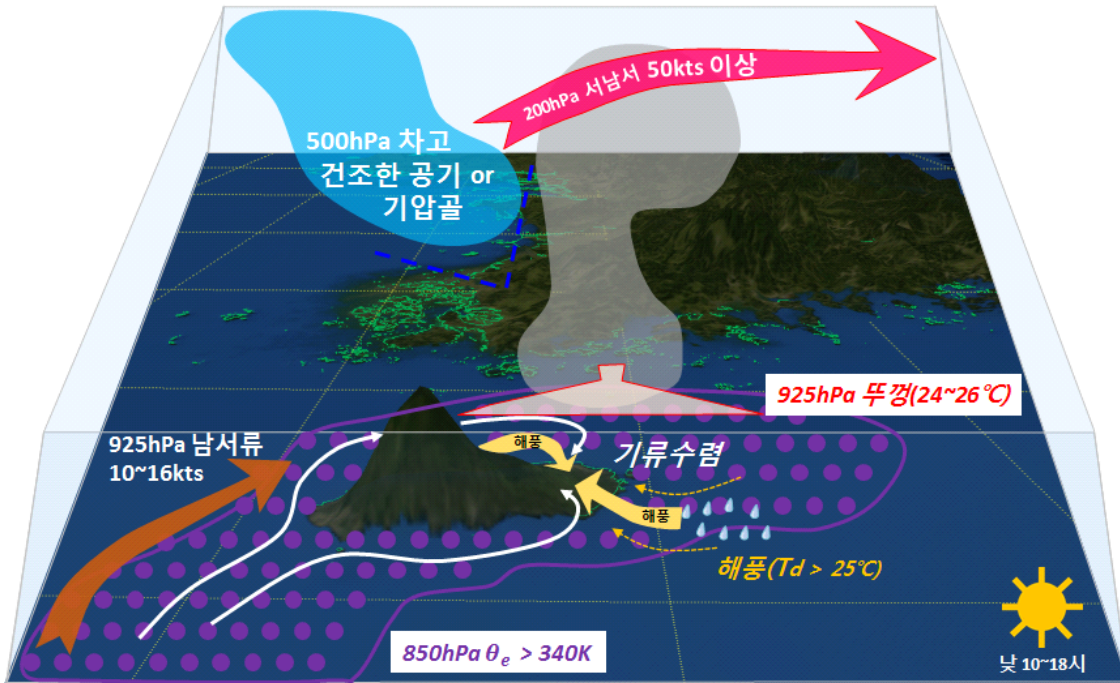 200hPa 서남서 50kts 이상
500hPa 차고
건조한 공기 or
기압골
925hPa 뚜껑(24~26℃)
925hPa 남서류
10~16kts
해풍
기류수렴
해풍
해풍(Td > 25℃)
850hPa θe > 340K
낮 10~18시